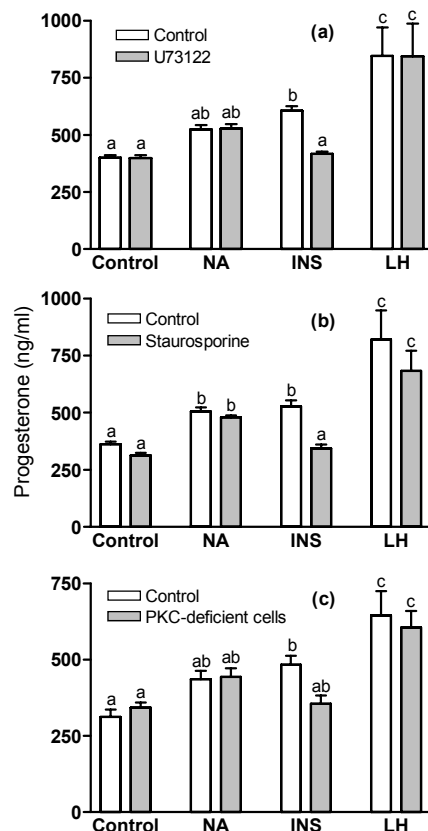 Progesterone (ng/ml)
(a)
Control
U73122
1000
750
500
250
0
a
a
ab
ab
b
a
c
c
Control NA INS LH
(b)
Control
Staurosporine
1000
750
500
250
0
a
a
b
b
b
a
c
c
Control NA INS LH
(c)
Control
PKC-deficient cells
750
500
250
0
a
a
ab
ab
b
ab
c
c
Control NA INS LH